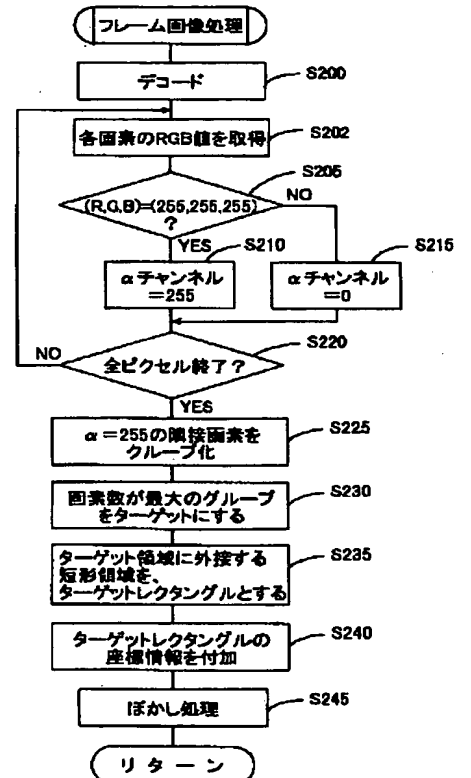 フレーム画像処理
デコード
S200
各画素のRGB値を取得
S202
(R,G,B)=(255,255,255)
?
S205
NO
YES
S210
αチャンネル
=255
S215
αチャンネル
=0
S220
全ピクセル終了?
NO
YES
α=255の隣接画素を
クループ化
S225
画素数が最大のグループ
をターゲットにする
S230
ターゲット領域に外接する
短形領域を、
ターゲットレクタングルとする
S235
ターゲットレクタングルの
座標情報を付加
S240
ぼかし処理
S245
リターン